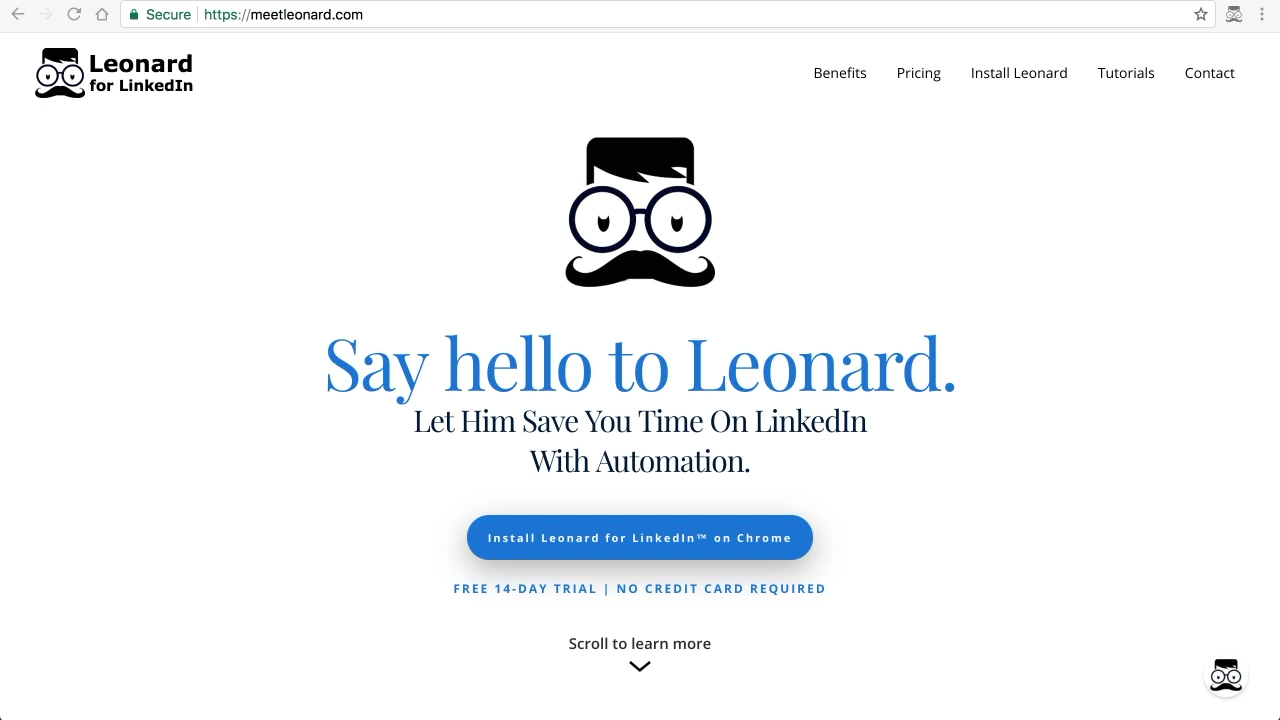 Secure https://meetleonard.com
Leonard
for LinkedIn
Benefits Pricing Install Leonard Tutorials Contact
Say hello to Leonard.
Let Him Save You Time On LinkedIn
With Automation.
Install Leonard for LinkedIn™ on Chrome
FREE 14-DAY TRIAL | NO CREDIT CARD REQUIRED
Scroll to learn more